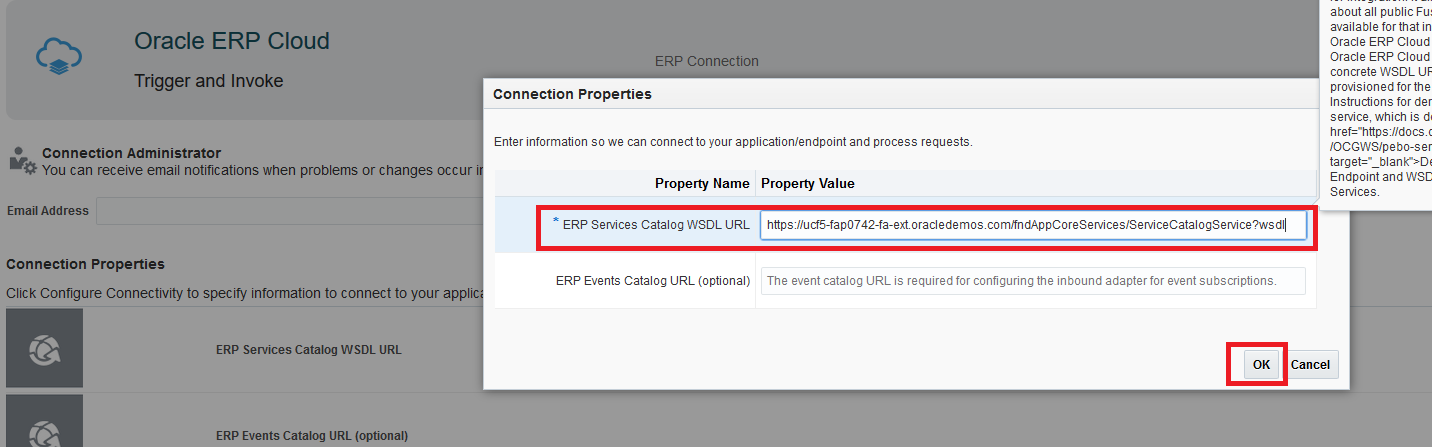 for integration. It al
about all public Fus
available for that in
Oracle ERP Cloud
Oracle ERP Cloud
concrete WSDL UR
provisioned for the
Instructions for der
service, which is de
href="https://docs.o
/OCGWS/pebo-ser
target="_blank">De
Endpoint and WSD
Services.
Oracle ERP Cloud
Trigger and Invoke
ERP Connection
Connection Administrator
You can receive email notifications when problems or changes occur in
Email Address
Connection Properties
Click Configure Connectivity to specify information to connect to your applica
ERP Services Catalog WSDL URL
ERP Events Catalog URL (optional)
Connection Properties
Enter information so we can connect to your application/endpoint and process requests.
Property Name Property Value
* ERP Services Catalog WSDL URL https://ucf5-fap0742-fa-ext.oracledemos.com/fndAppCoreServices/ServiceCatalogService?wsdl
ERP Events Catalog URL (optional) The event catalog URL is required for configuring the inbound adapter for event subscriptions.
OK Cancel